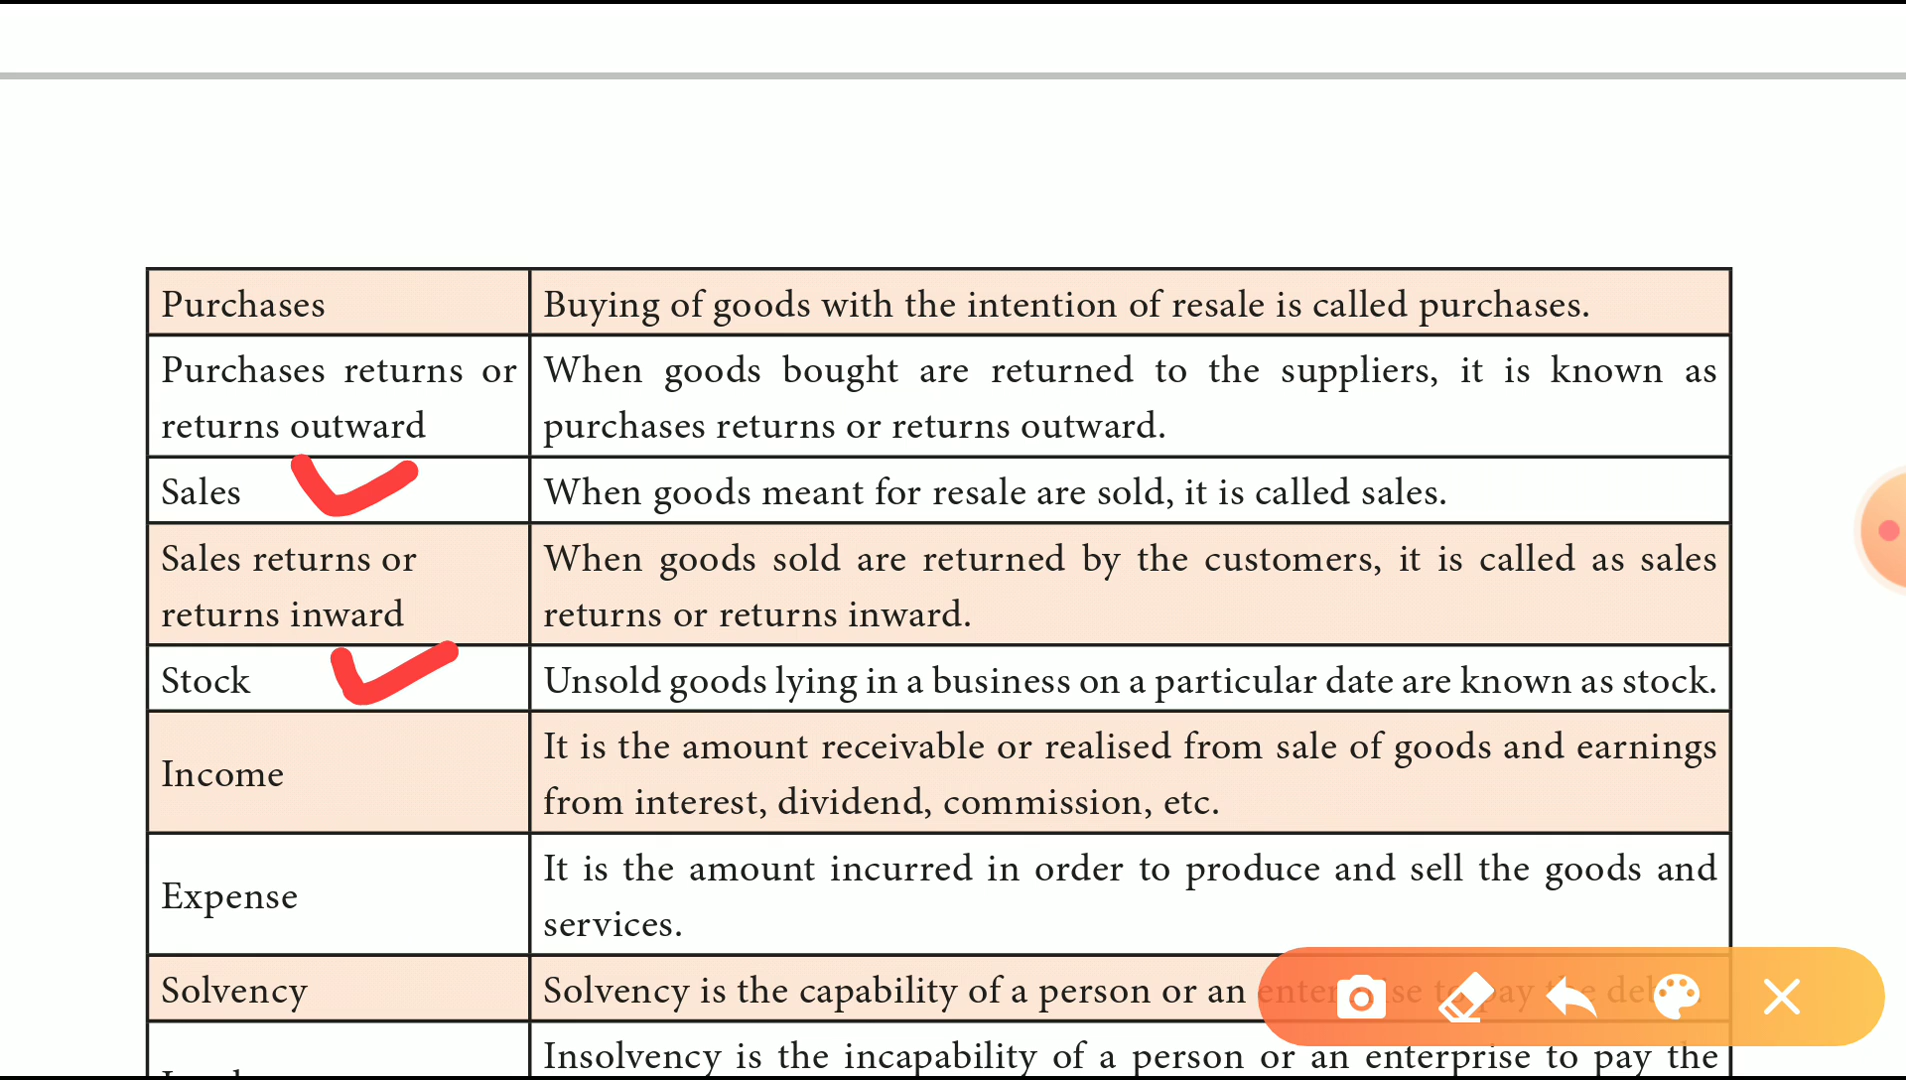 Purchases
Buying of goods with the intention of resale is called purchases.
Purchases returns or
returns outward
When goods bought are returned to the suppliers, it is known as
purchases returns or returns outward.
Sales
When goods meant for resale are sold, it is called sales.
Sales returns or
returns inward
When goods sold are returned by the customers, it is called as sales
returns or returns inward.
Stock
Unsold goods lying in a business on a particular date are known as stock.
Income
It is the amount receivable or realised from sale of goods and earnings
from interest, dividend, commission, etc.
Expense
It is the amount incurred in order to produce and sell the goods and
services.
Solvency
Solvency is the capability of a person or an
Insolvency is the incapability of a person or an enterprise to pay the